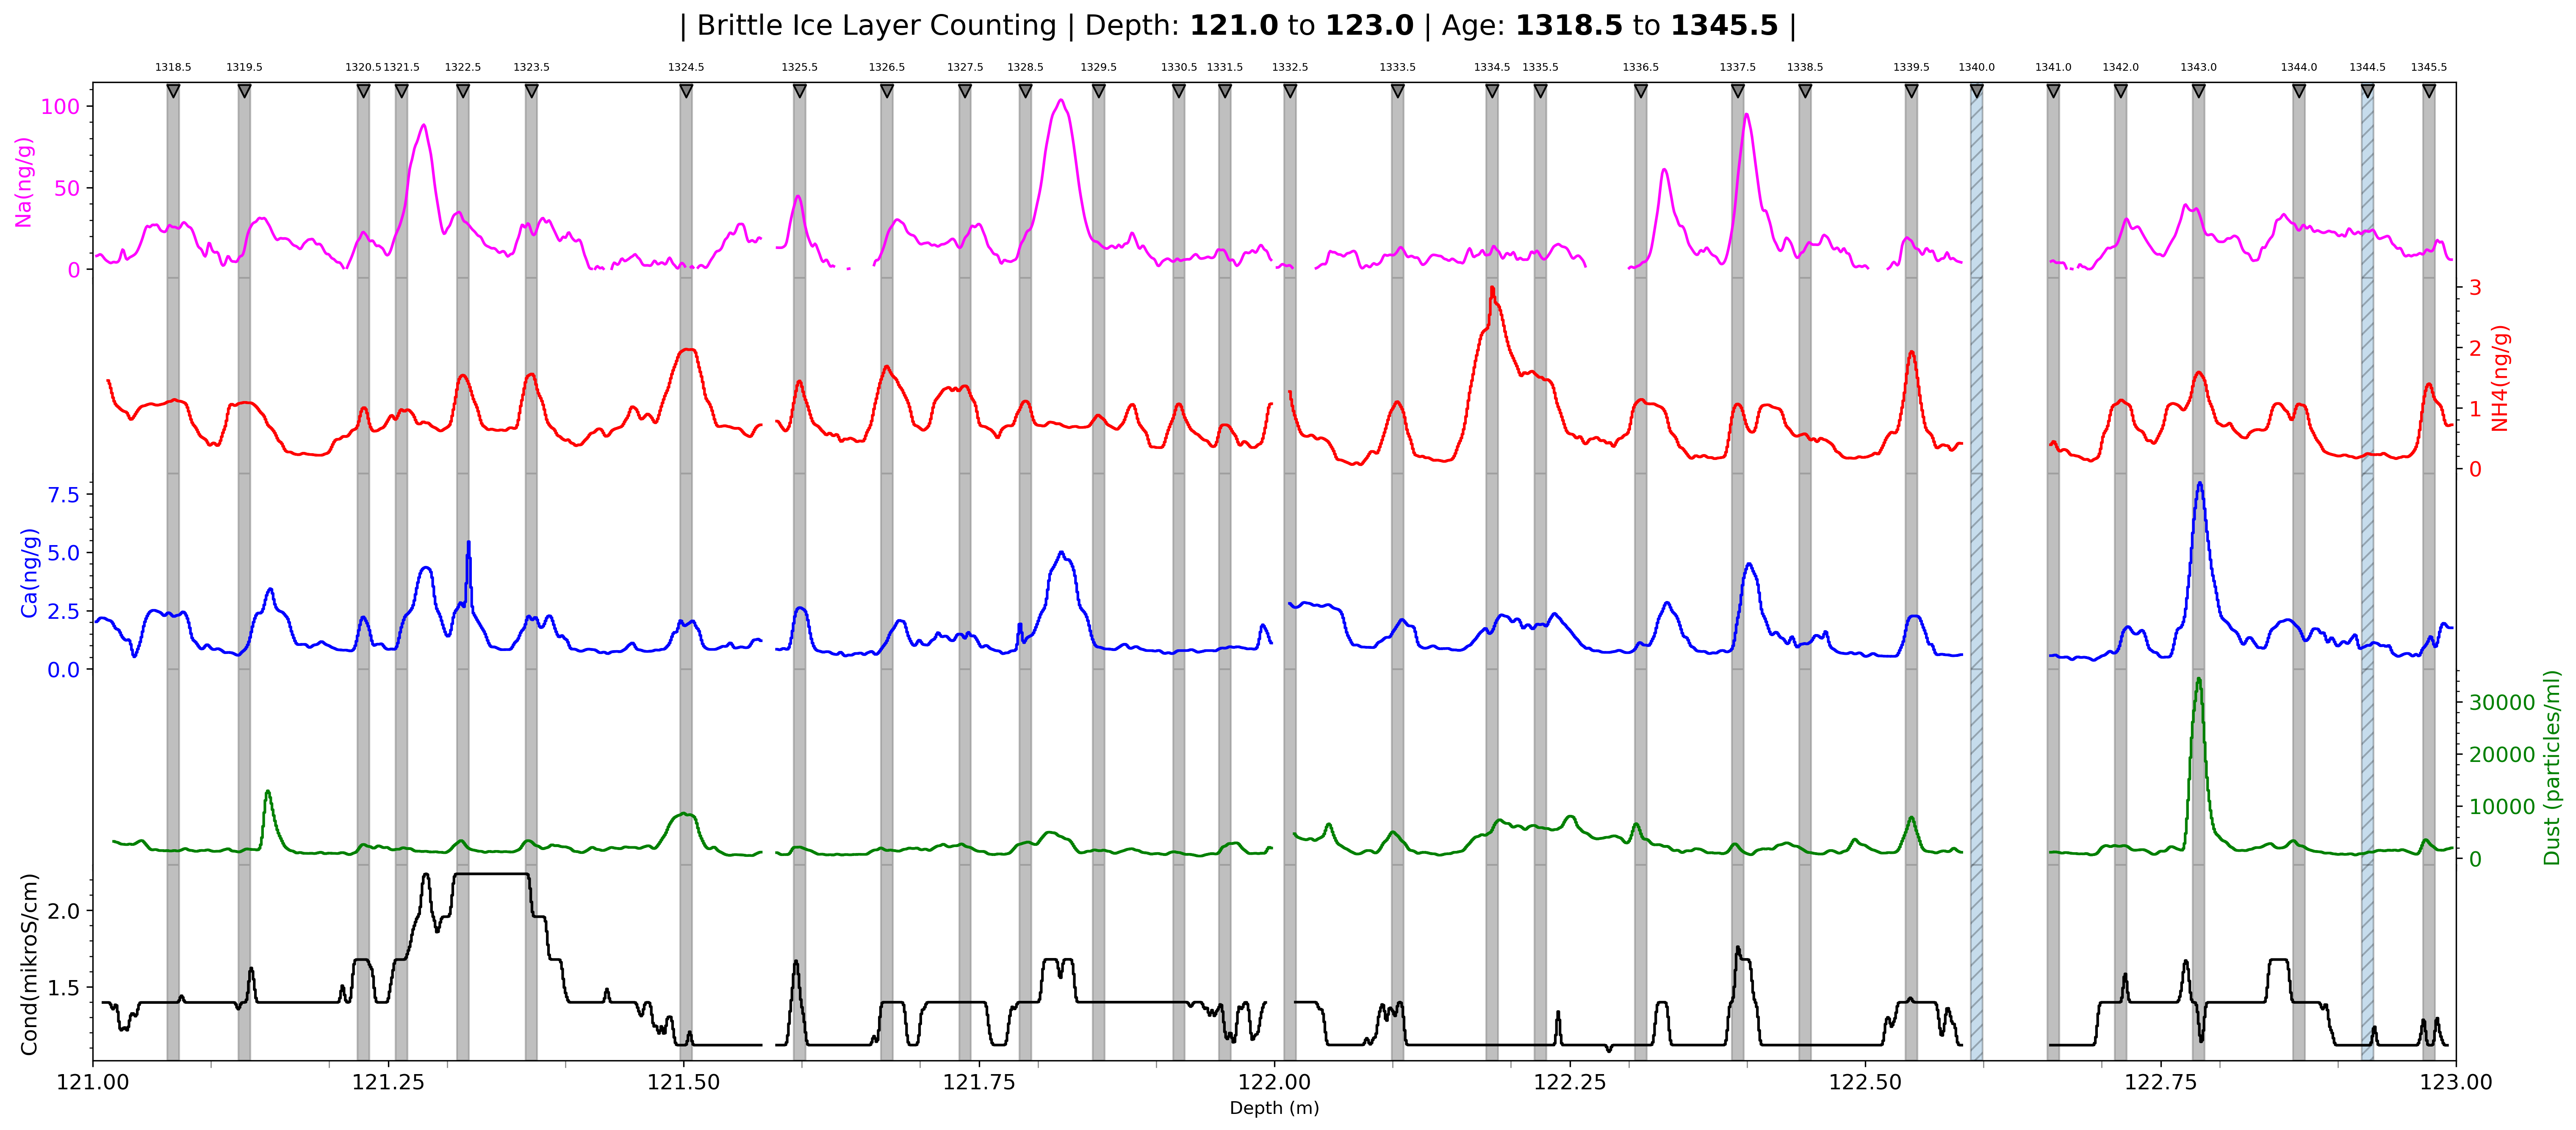 | Brittle Ice Layer Counting | Depth: 121.0 to 123.0 | Age: 1318.5 to 1345.5 |
1318.5 1319.5 1320.5 1321.5 1322.5 1323.5 1324.5 1325.5 1326.5 1327.5 1328.5 1329.5 1330.5 1331.5 1332.5 1333.5 1334.5 1335.5 1336.5 1337.5 1338.5 1339.5 1340.0 1341.0 1342.0 1343.0 1344.0 1344.5 1345.5
Na(ng/g)
100
50
0
NH4(ng/g)
3
2
1
0
Ca(ng/g)
7.5
5.0
2.5
0.0
Dust (particles/ml)
30000
20000
10000
0
Cond(mikroS/cm)
2.0
1.5
121.00 121.25 121.50 121.75 122.00 122.25 122.50 122.75 123.00
Depth (m)